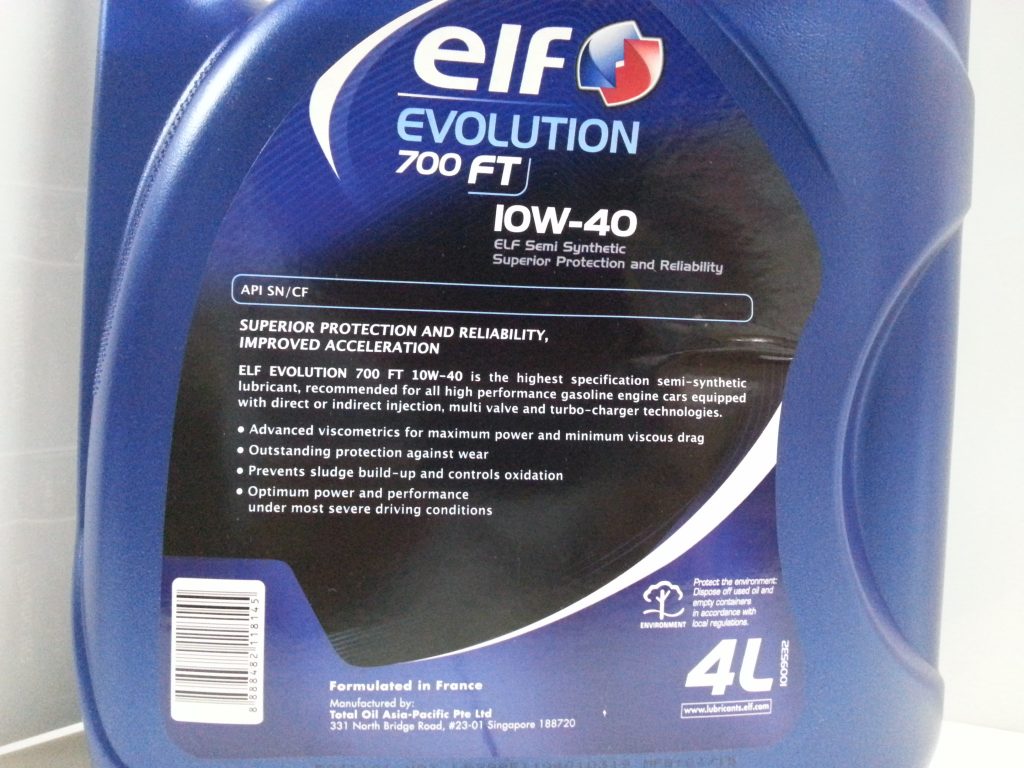 elf
EVOLUTION
700 FT
10W-40
ELF Semi Synthetic
Superior Protection and Reliability
API SN/CF
SUPERIOR PROTECTION AND RELIABILITY,
IMPROVED ACCELERATION
ELF EVOLUTION 700 FT 10W-40 is the highest specification semi-synthetic
lubricant, recommended for all high performance gasoline engine cars equipped
with direct or indirect injection, multi valve and turbo-charger technologies.
• Advanced viscometrics for maximum power and minimum viscous drag
• Outstanding protection against wear
• Prevents sludge build-up and controls oxidation
• Optimum power and performance
under most severe driving conditions
8 888482 118145
ENVIRONMENT
Protect the environment:
Dispose off used oil and
empty containers
in accordance with
local regulations.
4L
1009532
www.lubricants.elf.com
Formulated in France
Manufactured by:
Total Oil Asia-Pacific Pte Ltd
331 North Bridge Road, #23-01 Singapore 188720